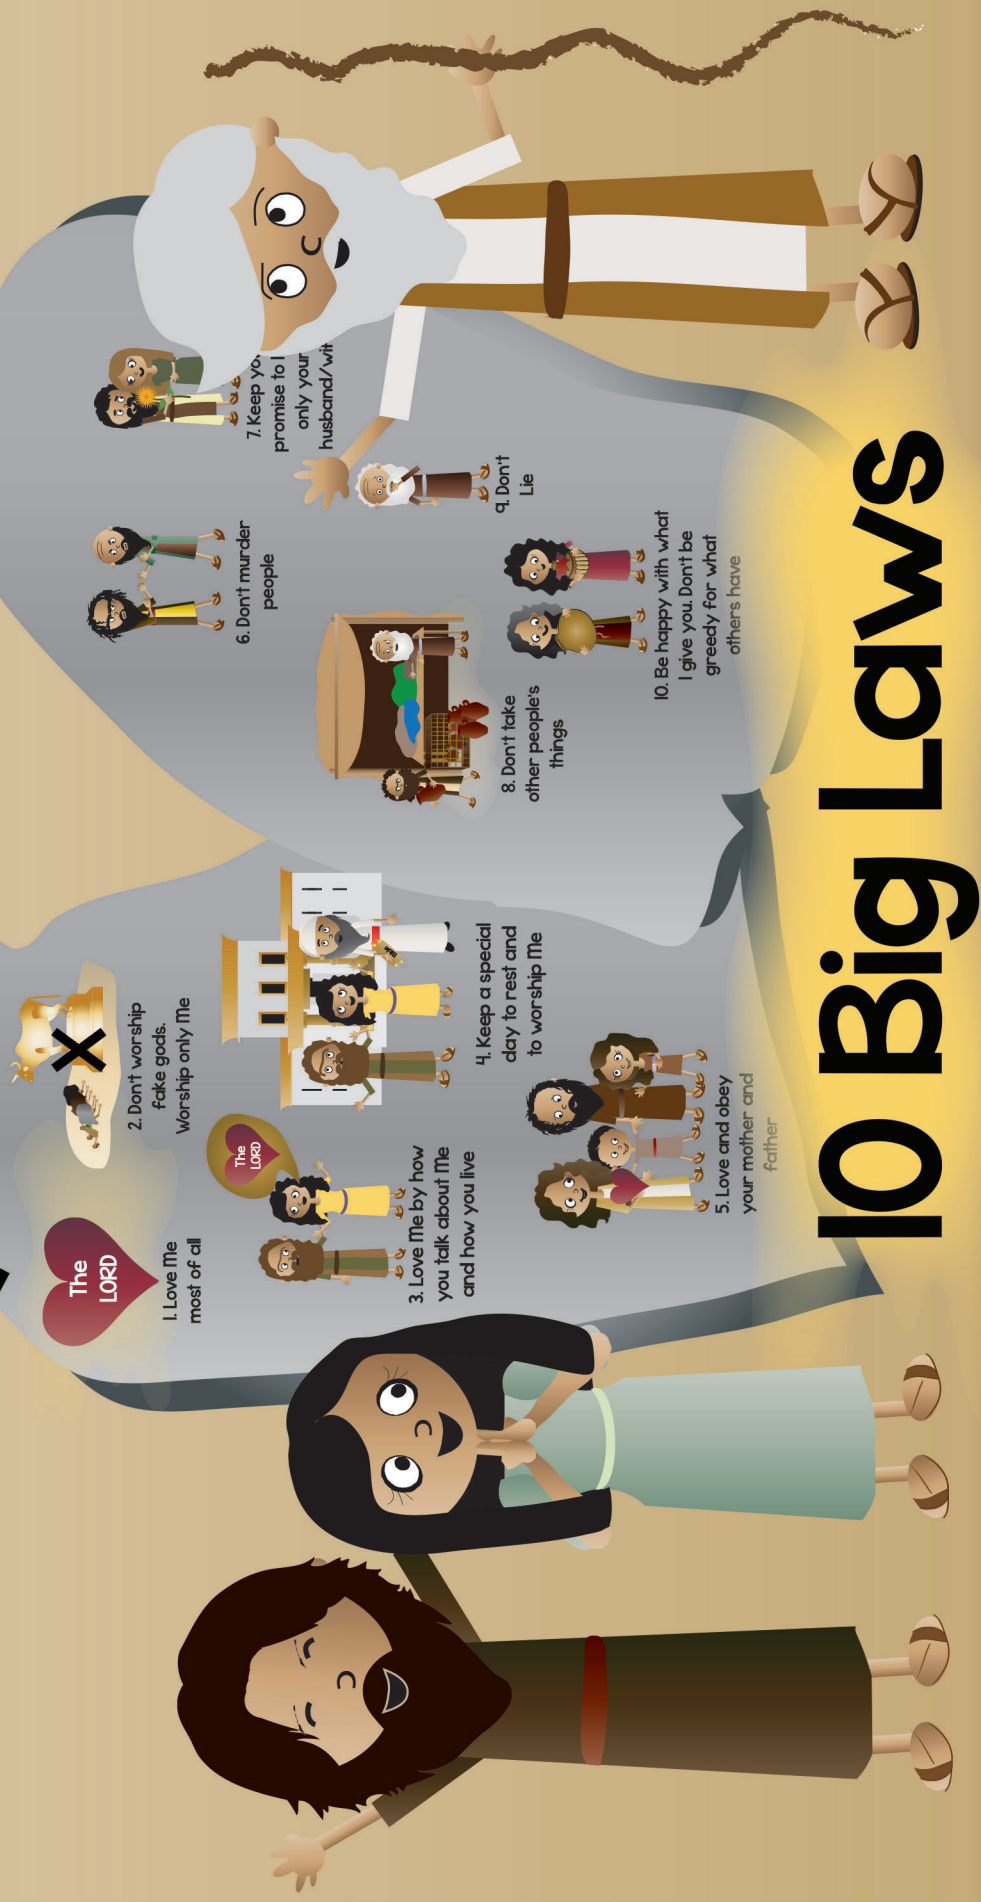 The
LORD
1. Love Me
most of all
2. Don't worship
fake gods.
Worship only Me
The
LORD
3. Love Me by how
you talk about Me
and how you live
4. Keep a special
day to rest and
to worship Me
5. Love and obey
your mother and
father
6. Don't murder
people
7. Keep yo
promise to l
only your
husband/wif
8. Don't take
other people's
things
9. Don't
Lie
10. Be happy with what
I give you. Don't be
greedy for what
others have
10 Big Laws